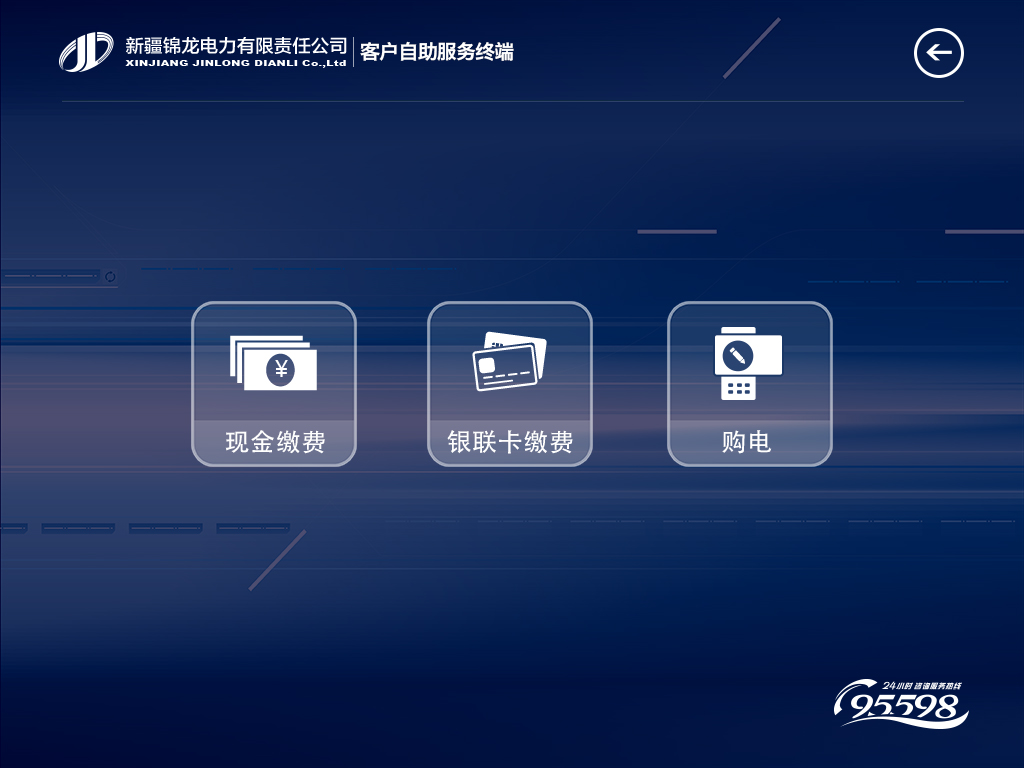 新疆锦龙电力有限责任公司
XINJIANG JINLONG DIANLI Co.,Ltd
客户自助服务终端
¥
现金缴费
银联卡缴费
购电
24小时 咨询服务热线
95598